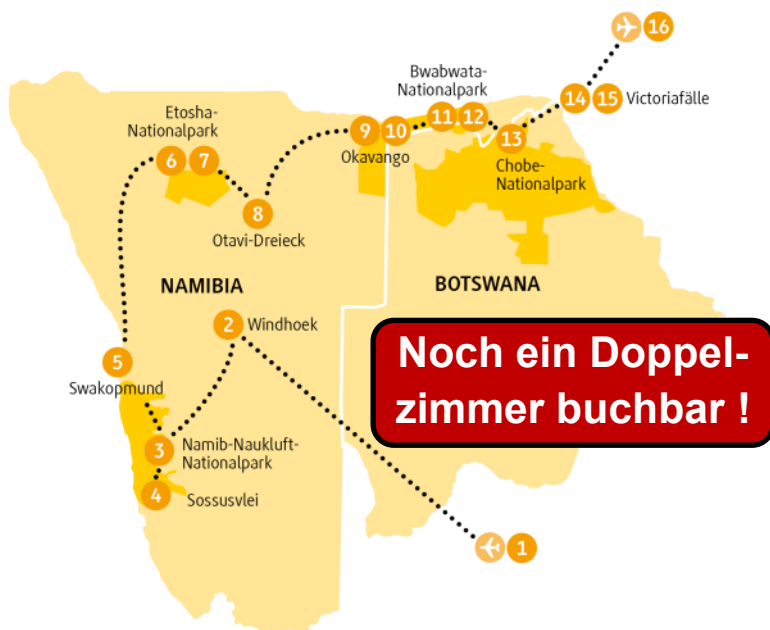 16
Bwabwata-
Nationalpark
14 15 Victoriafälle
Etosha-
Nationalpark
11 12
9 10
13
Okavango
6 7
Chobe-
Nationalpark
8
Otavi-Dreieck
NAMIBIA
BOTSWANA
2 Windhoek
Noch ein Doppel-
zimmer buchbar !
5
Swakopmund
3 Namib-Naukluft-
Nationalpark
4 Sossusvlei
1